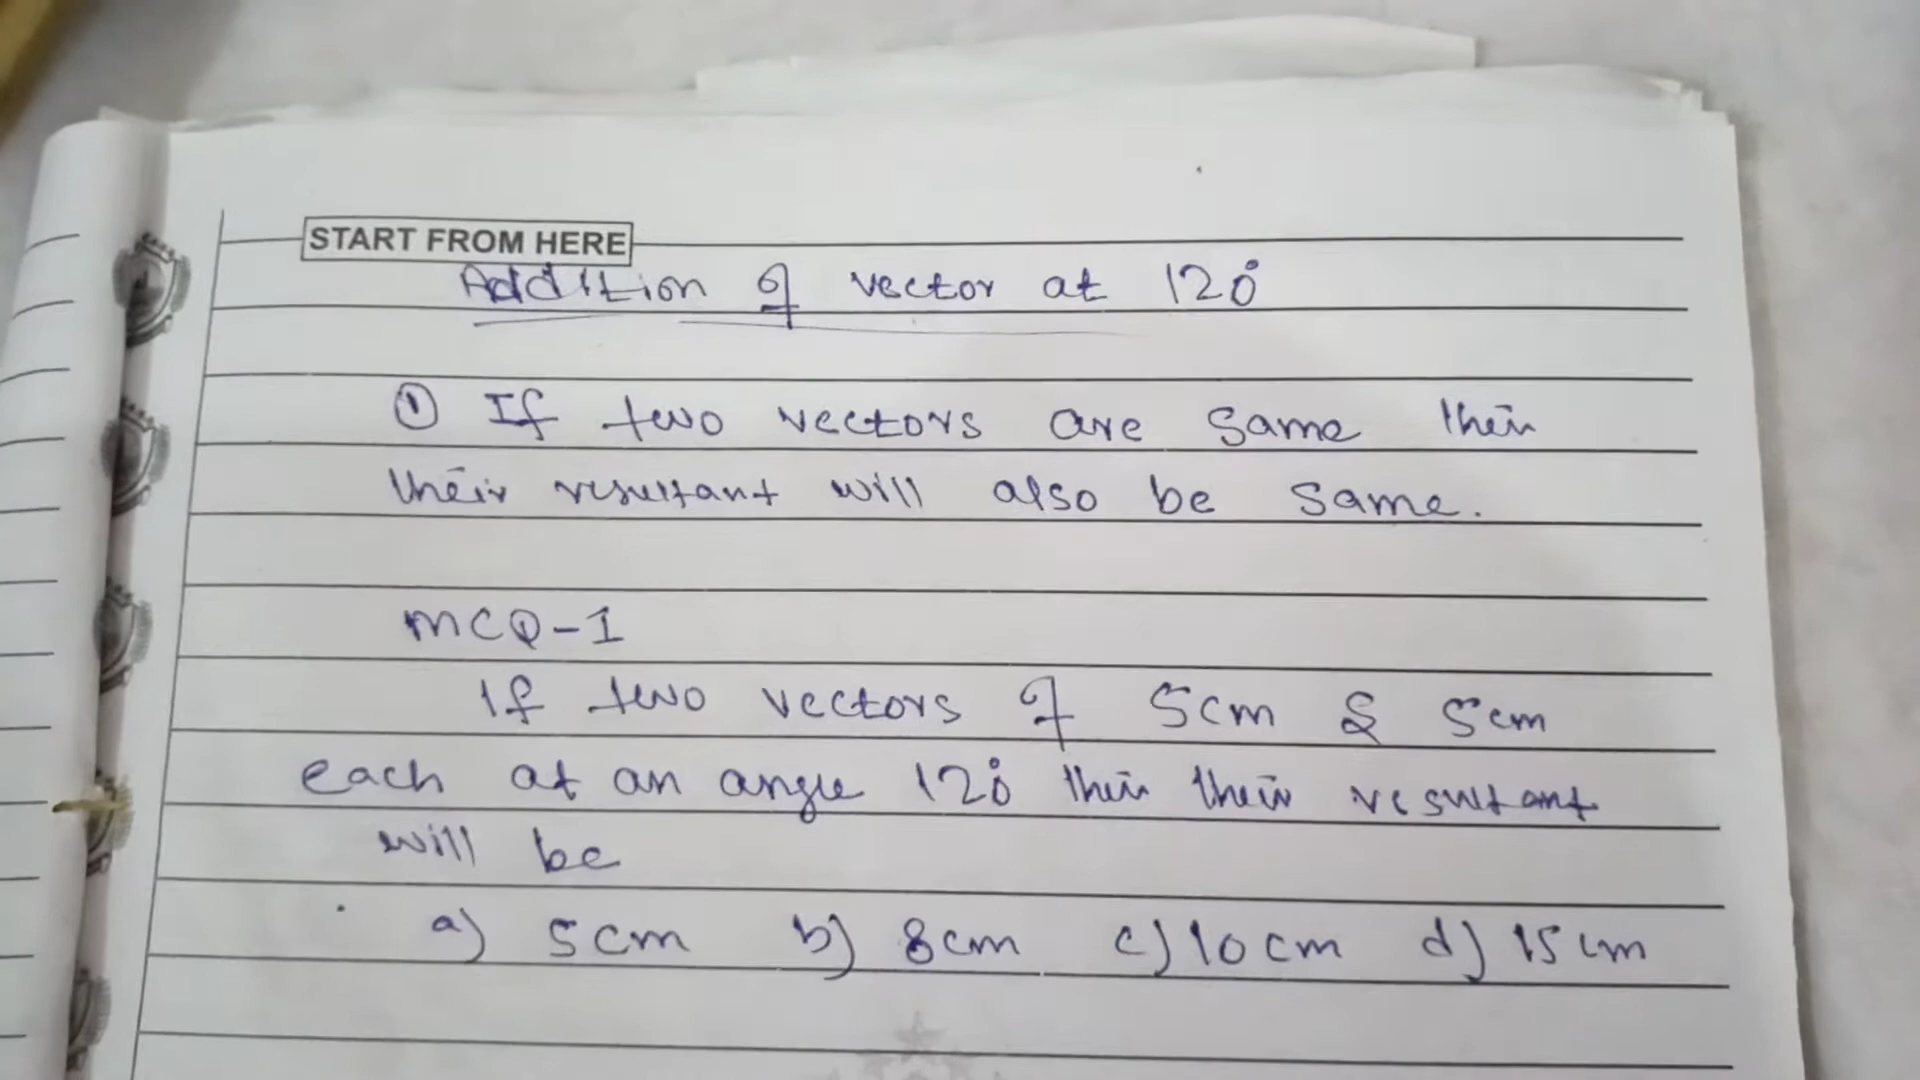 START FROM HERE
Addition of vector at 120°
① If two vectors are same then
their resultant will also be same.
MCQ-1
If two vectors of 5cm & 5cm
each at an angle 120° then their resultant
will be
a) 5cm b) 8cm c) 10cm d) 15cm